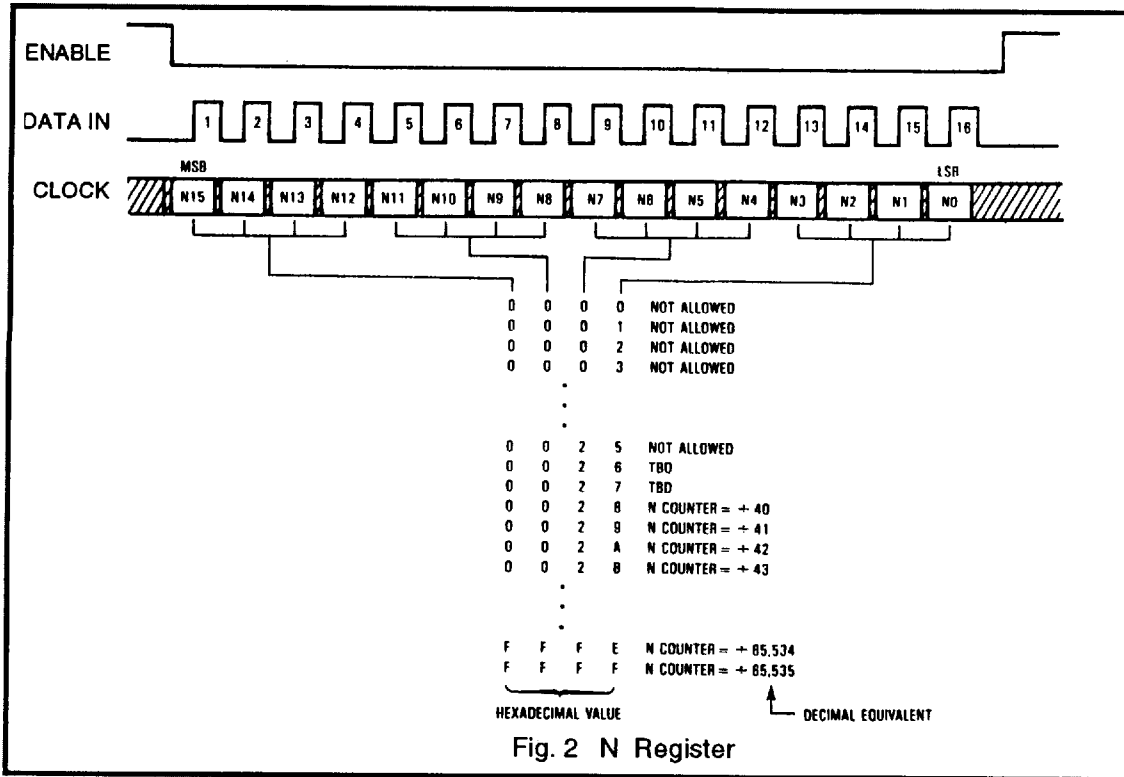 ENABLE
DATA IN
1 2 3 4 5 6 7 8 9 10 11 12 13 14 15 16
MSB LSB
CLOCK
N15 N14 N13 N12 N11 N10 N9 N8 N7 N6 N5 N4 N3 N2 N1 N0
0 0 0 0 NOT ALLOWED
0 0 0 1 NOT ALLOWED
0 0 0 2 NOT ALLOWED
0 0 0 3 NOT ALLOWED
0 0 2 5 NOT ALLOWED
0 0 2 6 TBD
0 0 2 7 TBD
0 0 2 8 N COUNTER = ÷ 40
0 0 2 9 N COUNTER = ÷ 41
0 0 2 A N COUNTER = ÷ 42
0 0 2 B N COUNTER = ÷ 43
F F F E N COUNTER = ÷ 65,534
F F F F N COUNTER = ÷ 65,535
HEXADECIMAL VALUE
DECIMAL EQUIVALENT
Fig. 2 N Register